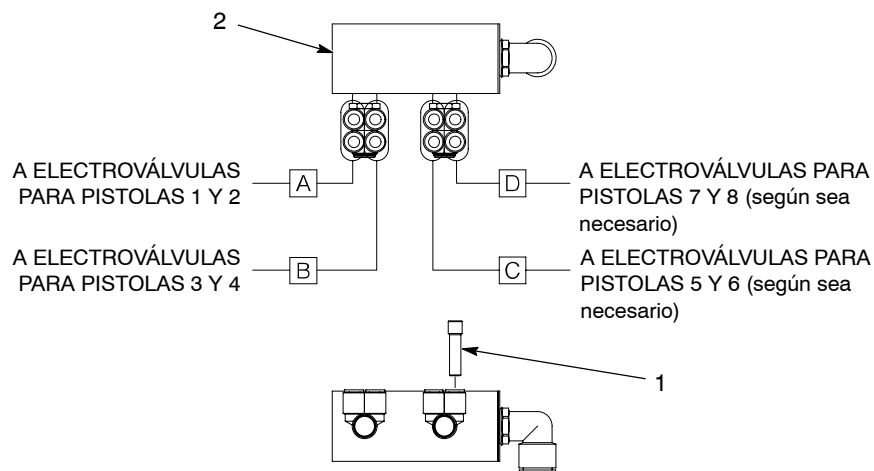 2
A ELECTROVÁLVULAS
PARA PISTOLAS 1 Y 2
A
D
A ELECTROVÁLVULAS PARA
PISTOLAS 7 Y 8 (según sea
necesario)
A ELECTROVÁLVULAS
PARA PISTOLAS 3 Y 4
B
C
A ELECTROVÁLVULAS PARA
PISTOLAS 5 Y 6 (según sea
necesario)
1